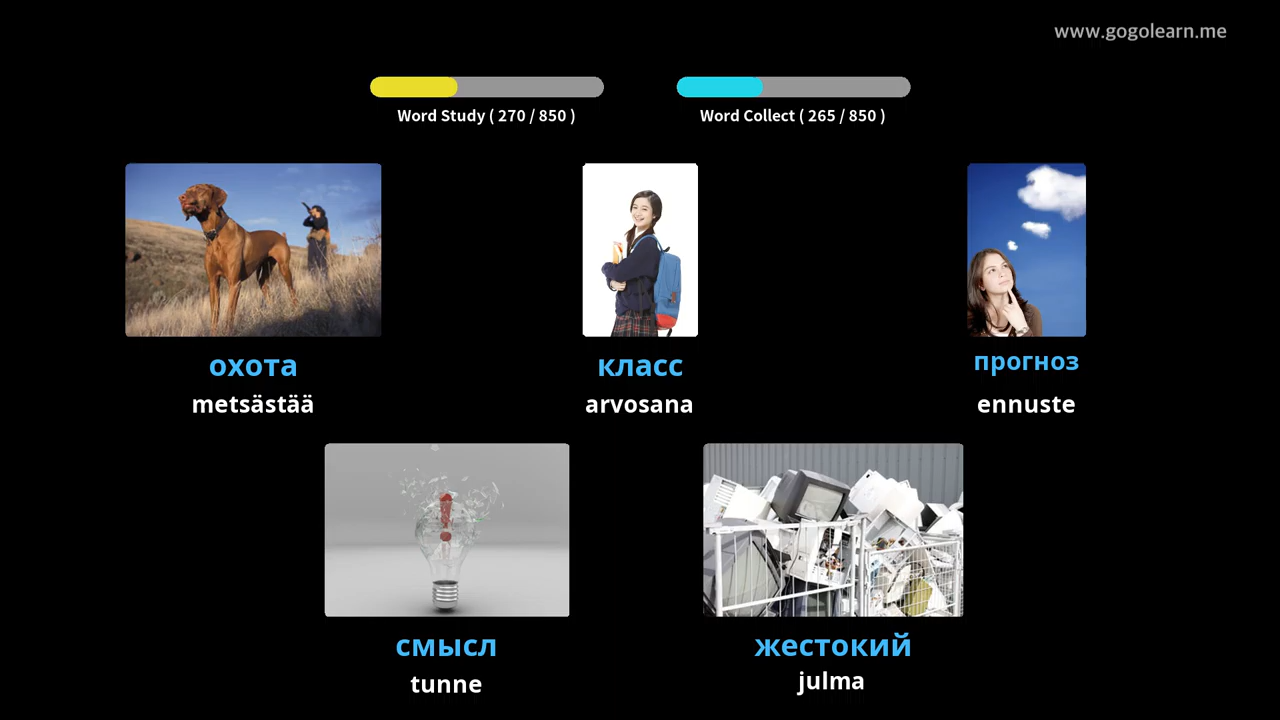 www.gogolearn.me
Word Study ( 270 / 850 )
Word Collect ( 265 / 850 )
охота
metsästää
класс
arvosana
прогноз
ennuste
смысл
tunne
жестокий
julma